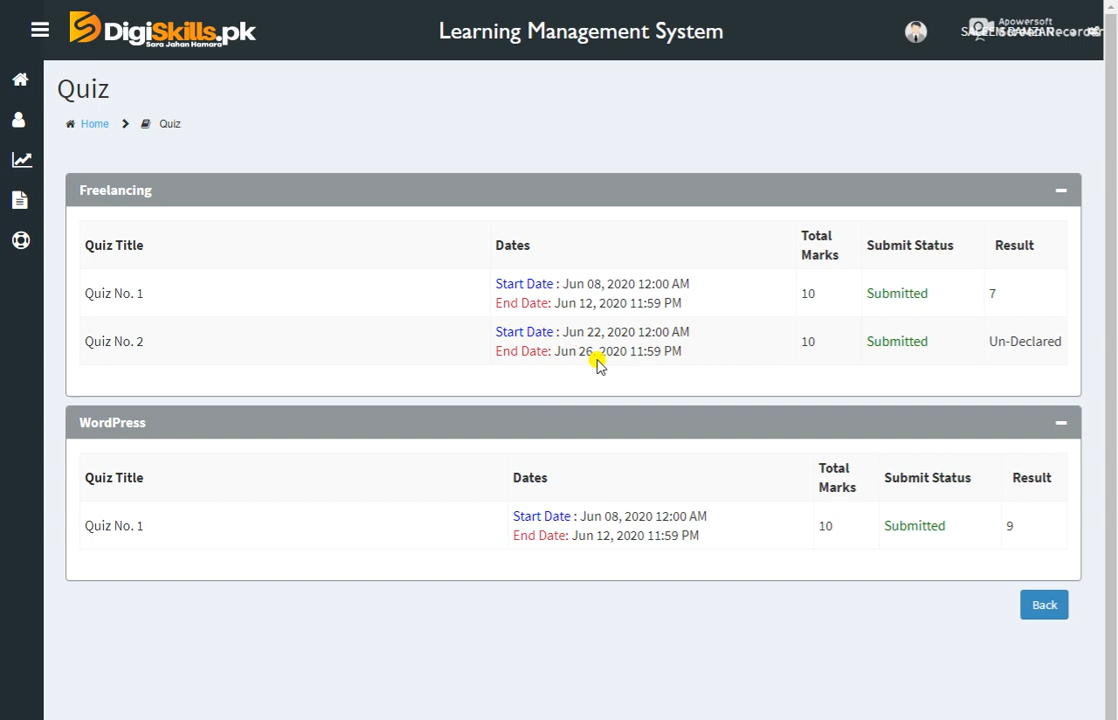 DigiSkills.pk
Sara Jahan Hamara
Learning Management System
Apowersoft
Screen Recorder
Quiz
Home
Quiz
Freelancing
Quiz Title Dates Total Marks Submit Status Result
Quiz No. 1 Start Date : Jun 08, 2020 12:00 AM 10 Submitted 7
End Date: Jun 12, 2020 11:59 PM
Quiz No. 2 Start Date : Jun 22, 2020 12:00 AM 10 Submitted Un-Declared
End Date: Jun 26, 2020 11:59 PM
WordPress
Quiz Title Dates Total Marks Submit Status Result
Quiz No. 1 Start Date : Jun 08, 2020 12:00 AM 10 Submitted 9
End Date: Jun 12, 2020 11:59 PM
Back